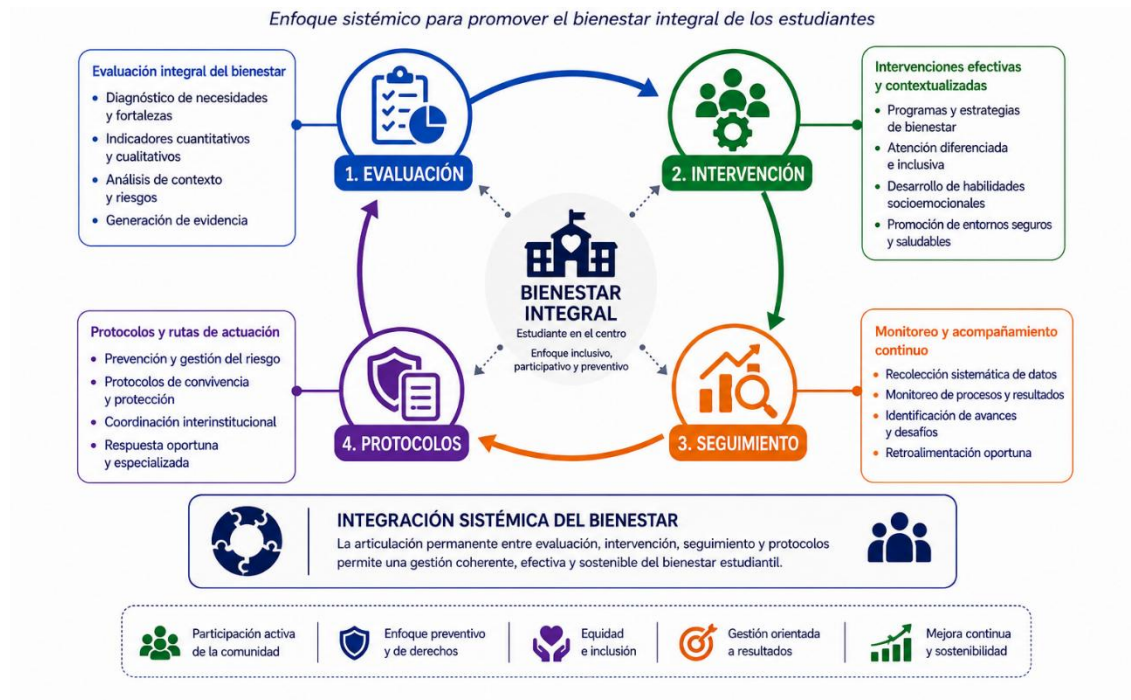 Enfoque sistémico para promover el bienestar integral de los estudiantes
Evaluación integral del bienestar
• Diagnóstico de necesidades
y fortalezas
• Indicadores cuantitativos
y cualitativos
• Análisis de contexto
y riesgos
• Generación de evidencia
1. EVALUACIÓN
2. INTERVENCIÓN
Intervenciones efectivas
y contextualizadas
• Programas y estrategias
de bienestar
• Atención diferenciada
e inclusiva
• Desarrollo de habilidades
socioemocionales
• Promoción de entornos seguros
y saludables
BIENESTAR
INTEGRAL
Estudiante en el centro
Enfoque inclusivo,
participativo y preventivo
Protocolos y rutas de actuación
• Prevención y gestión del riesgo
• Protocolos de convivencia
y protección
• Coordinación interinstitucional
• Respuesta oportuna
y especializada
4. PROTOCOLOS
3. SEGUIMIENTO
Monitoreo y acompañamiento
continuo
• Recolección sistemática de datos
• Monitoreo de procesos y resultados
• Identificación de avances
y desafíos
• Retroalimentación oportuna
INTEGRACIÓN SISTÉMICA DEL BIENESTAR
La articulación permanente entre evaluación, intervención, seguimiento y protocolos
permite una gestión coherente, efectiva y sostenible del bienestar estudiantil.
Participación activa
de la comunidad
Enfoque preventivo
y de derechos
Equidad
e inclusión
Gestión orientada
a resultados
Mejora continua
y sostenibilidad